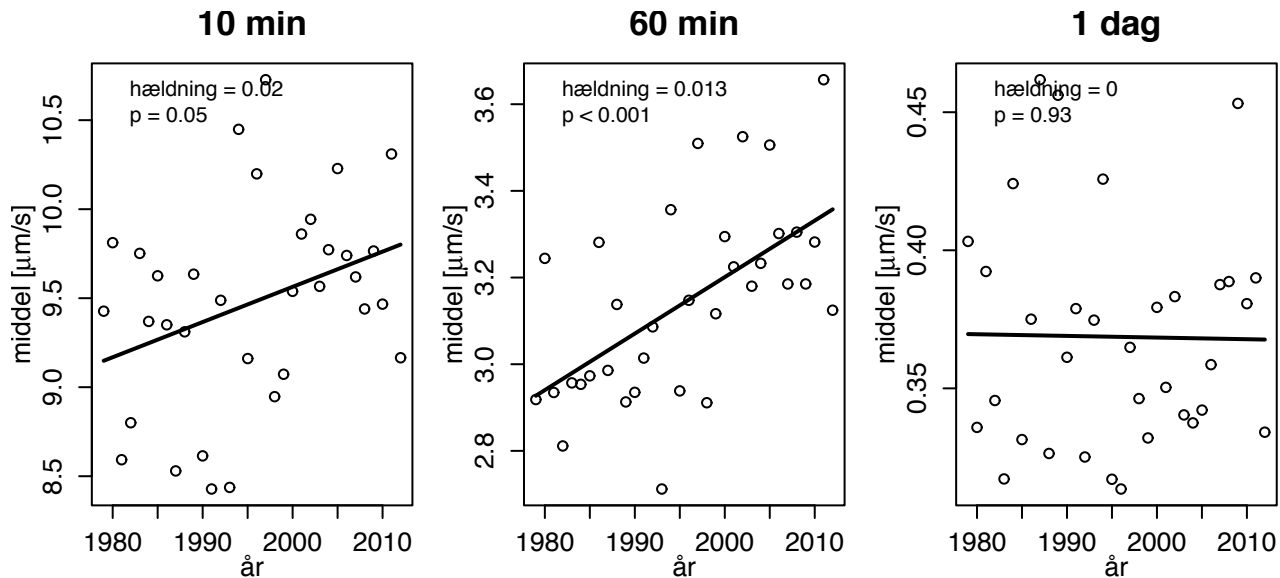 10 min
hældning = 0.02
p = 0.05
middel [μm/s]
10.5
10.0
9.5
9.0
8.5
1980
1990
2000
2010
år
60 min
hældning = 0.013
p < 0.001
middel [μm/s]
3.6
3.4
3.2
3.0
2.8
1980
1990
2000
2010
år
1 dag
hældning = 0
p = 0.93
middel [μm/s]
0.45
0.40
0.35
1980
1990
2000
2010
år